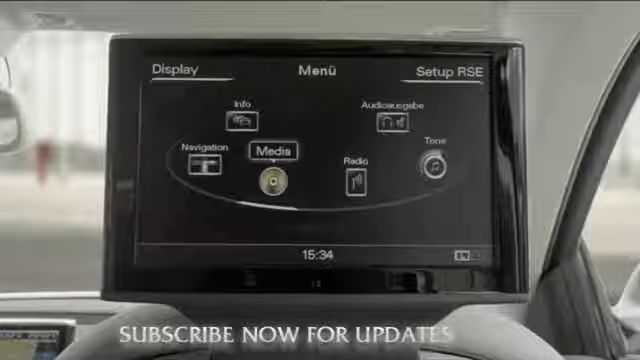 Display
Menü
Setup RSE
Info
Audioausgabe
Navigation
Media
Radio
Tone
15:34
SUBSCRIBE NOW FOR UPDATES